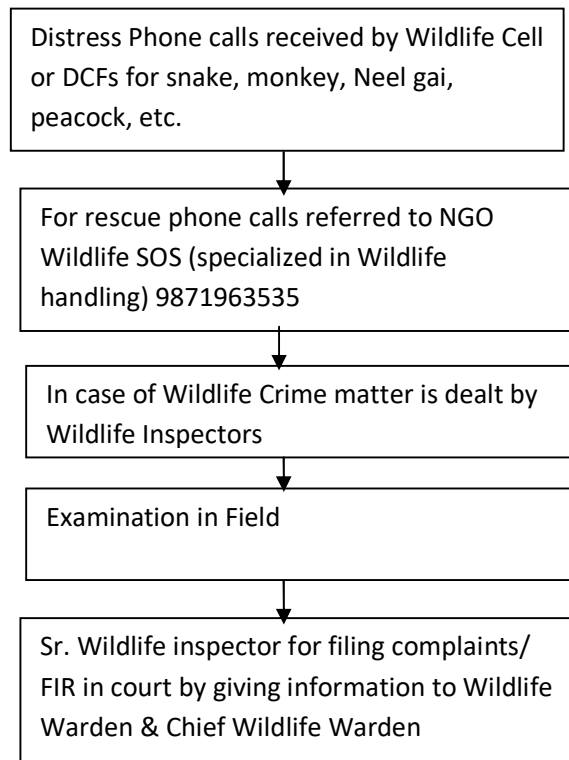 Distress Phone calls received by Wildlife Cell
or DCFs for snake, monkey, Neel gai,
peacock, etc.
For rescue phone calls referred to NGO
Wildlife SOS (specialized in Wildlife
handling) 9871963535
In case of Wildlife Crime matter is dealt by
Wildlife Inspectors
Examination in Field
Sr. Wildlife inspector for filing complaints/
FIR in court by giving information to Wildlife
Warden & Chief Wildlife Warden